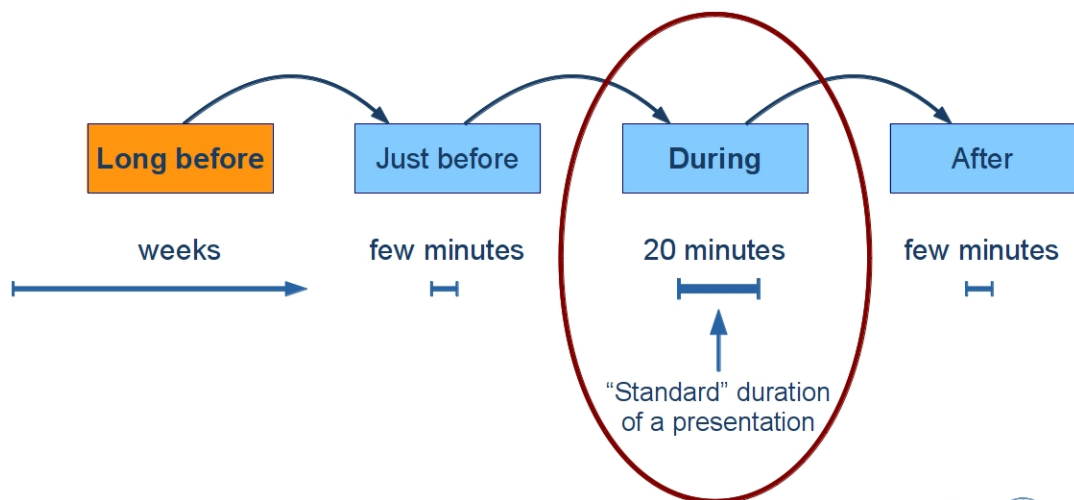 Long before
Just before
During
After
weeks
few minutes
20 minutes
few minutes
“Standard” duration
of a presentation